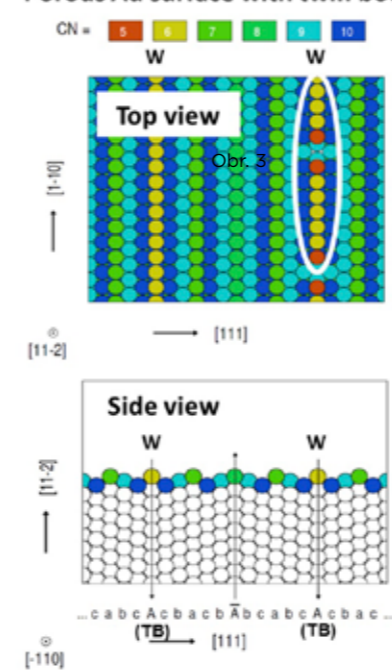 CN = 5 6 7 8 9 10
W W
Top view
Obr. 3
[1-10]
[111]
[11-2]
Side view
W W
[11-2]
... c a b c A c b a c b A̅ b c a b c A c b a c ...
(TB) (TB)
[111]
[-110]